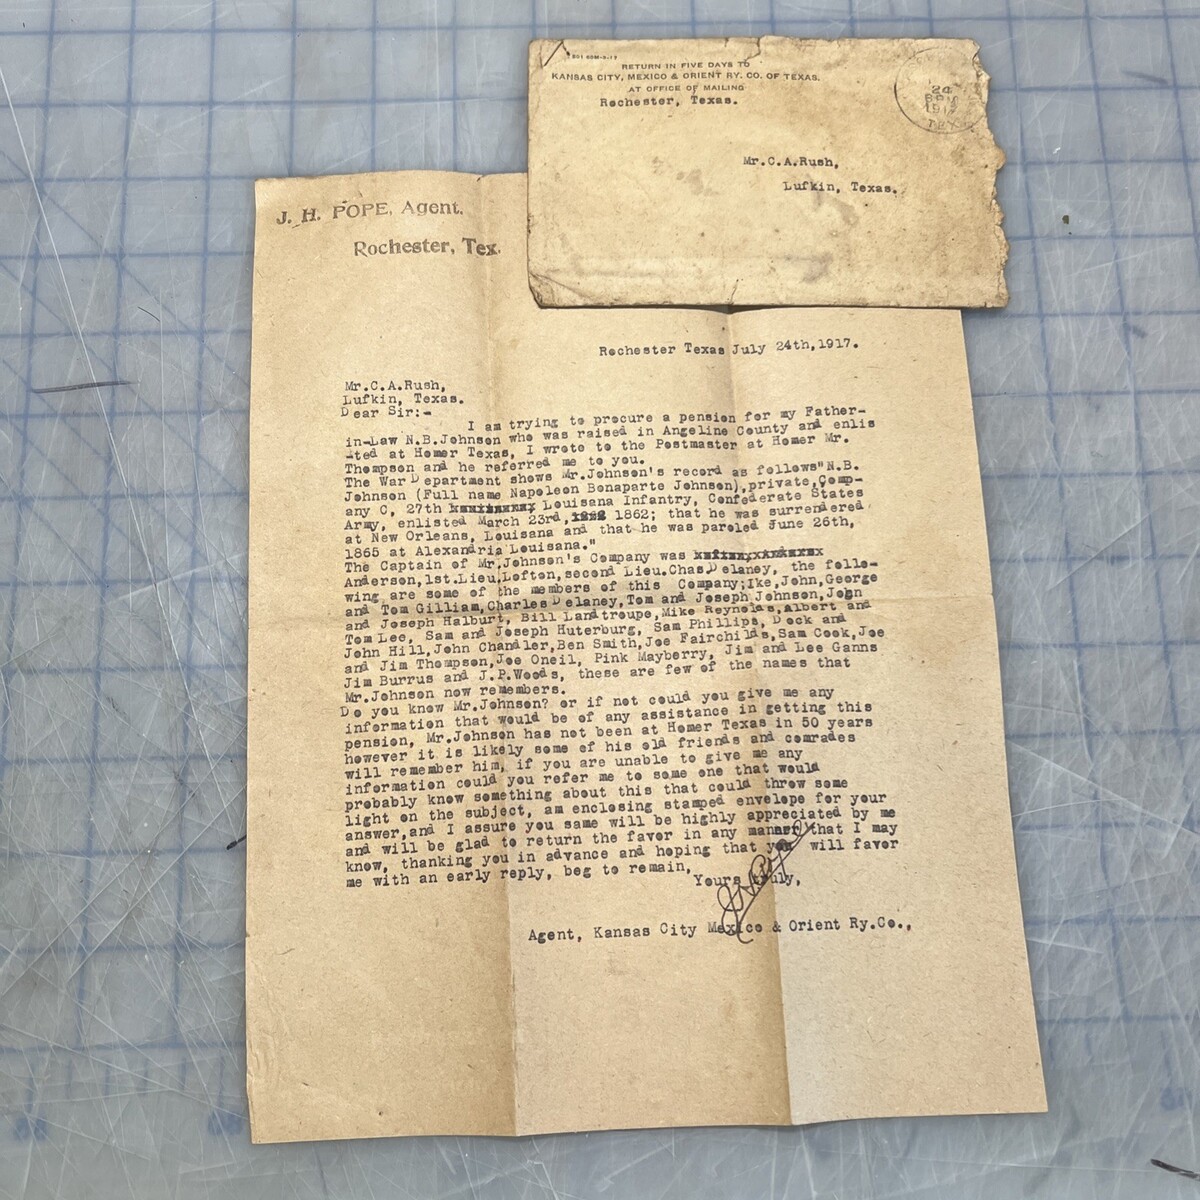 RETURN IN FIVE DAYS TO
KANSAS CITY, MEXICO & ORIENT RY. CO. OF TEXAS.
AT OFFICE OF MAILING
Rochester, Texas.
24
1917
TEX
Mr.C.A.Rush,
Lufkin, Texas.
J. H. POPE, Agent.
Rochester, Tex.
Rochester Texas July 24th,1917.
Mr.C.A.Rush,
Lufkin, Texas.
Dear Sir:-
I am trying to procure a pension for my Father-
in-Law N.B.Johnson who was raised in Angeline County and enlis
-ted at Homer Texas, I wrote to the Postmaster at Homer Mr.
Thompson and he referred me to you.
The War Department shows Mr.Johnson's record as follows"N.B.
Johnson (Full name Napoleon Bonaparte Johnson),private,Comp-
any C, 27th Louisana Infantry, Confederate States
Army, enlisted March 23rd, 1862; that he was surrendered
at New Orleans, Louisana and that he was paroled June 26th,
1865 at Alexandria Louisana."
The Captain of Mr.Johnson's Company was
Anderson,1st.Lieu.Lofton,second Lieu.Chas.Delaney, the follo-
wing are some of the members of this Company;Ike,John,George
and Tom Gilliam,Charles Delaney,Tom and Joseph Johnson,John
and Joseph Halburt, Bill Landtroupe,Mike Reynolds,Albert and
Tom Lee, Sam and Joseph Huterburg, Sam Phillips, Dock and
John Hill,John Chandler,Ben Smith,Joe Fairchilds,Sam Cook,Joe
and Jim Thompson,Joe Oneil, Pink Mayberry, Jim and Lee Ganns
Jim Burrus and J.P.Woods, these are few of the names that
Mr.Johnson now remembers.
Do you know Mr.Johnson? or if not could you give me any
information that would be of any assistance in getting this
pension, Mr.Johnson has not been at Homer Texas in 50 years
however it is likely some of his old friends and comrades
will remember him, if you are unable to give me any
information could you refer me to some one that would
probably know something about this that could throw some
light on the subject, am enclosing stamped envelope for your
answer,and I assure you same will be highly appreciated by me
and will be glad to return the favor in any manner that I may
know, thanking you in advance and hoping that you will favor
me with an early reply, beg to remain,
Yours truly,
Agent, Kansas City Mexico & Orient Ry.Co.,